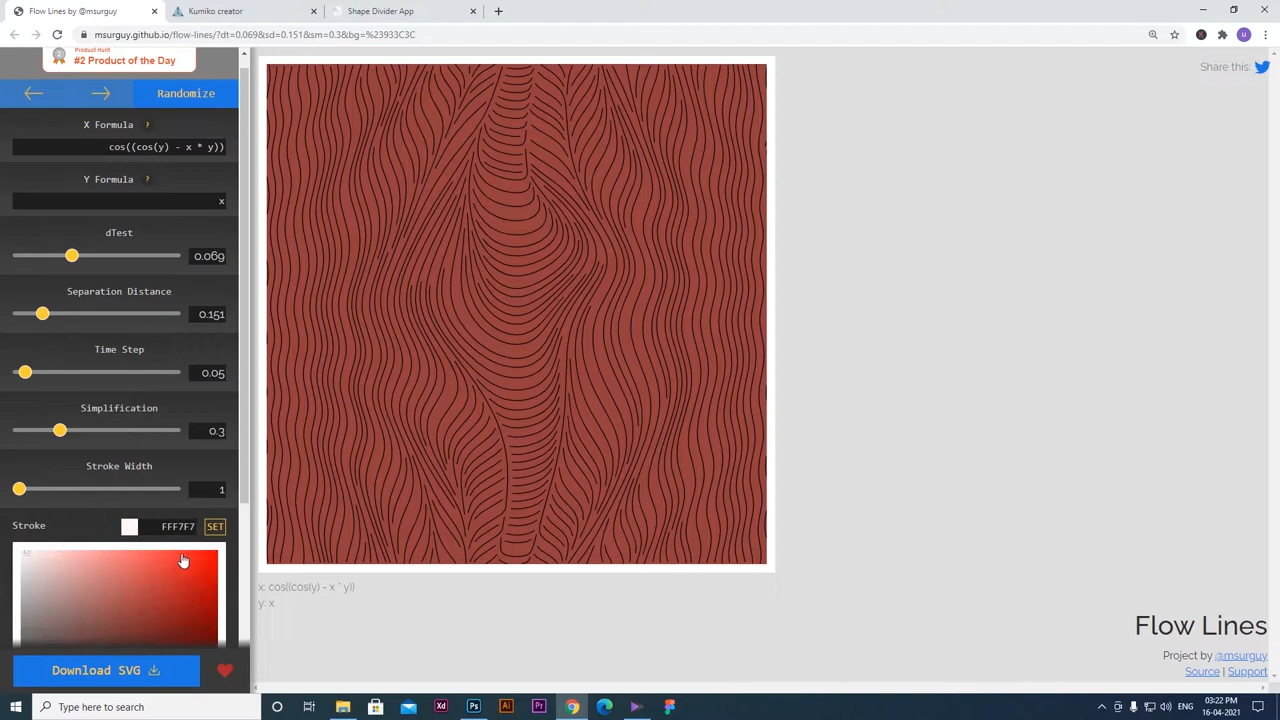 Flow Lines by @msurguy
Kumiko creator
Shape Divider App
msurguy.github.io/flow-lines/?dt=0.069&sd=0.151&sm=0.3&bg=%23933C3C
Product Hunt
#2 Product of the Day
Randomize
X Formula ?
cos((cos(y) - x * y))
Y Formula ?
x
dTest
0.069
Separation Distance
0.151
Time Step
0.05
Simplification
0.3
Stroke Width
1
Stroke FFF7F7 SET
Download SVG
Share this:
x: cos((cos(y) - x * y))
y: x
Flow Lines
Project by @msurguy
Source | Support
Type here to search
03:22 PM
16-04-2021